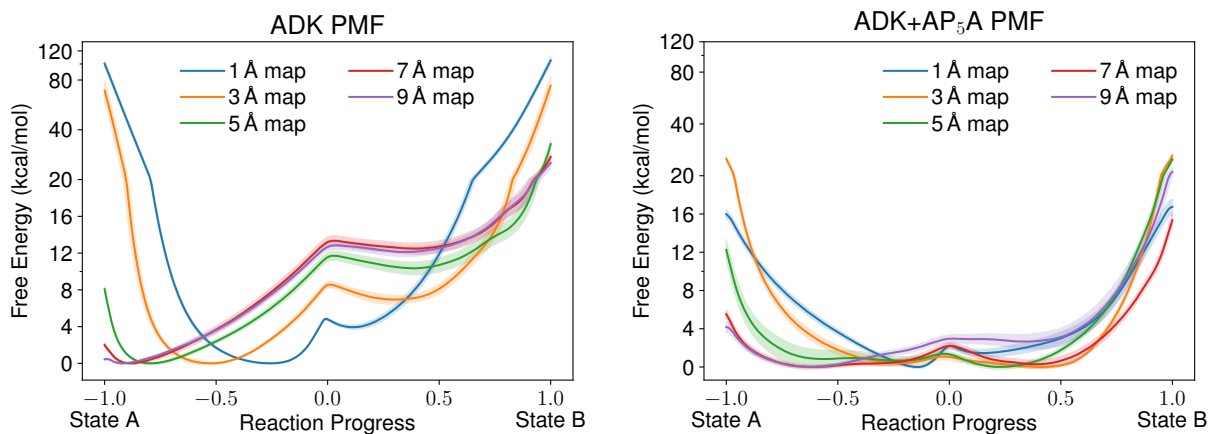 ADK PMF
120
80
40
20
16
12
8
4
0
Free Energy (kcal/mol)
1 Å map
3 Å map
5 Å map
7 Å map
9 Å map
−1.0
−0.5
0.0
0.5
1.0
State A
Reaction Progress
State B
ADK+AP₅A PMF
120
80
40
20
16
12
8
4
0
Free Energy (kcal/mol)
1 Å map
3 Å map
5 Å map
7 Å map
9 Å map
−1.0
−0.5
0.0
0.5
1.0
State A
Reaction Progress
State B